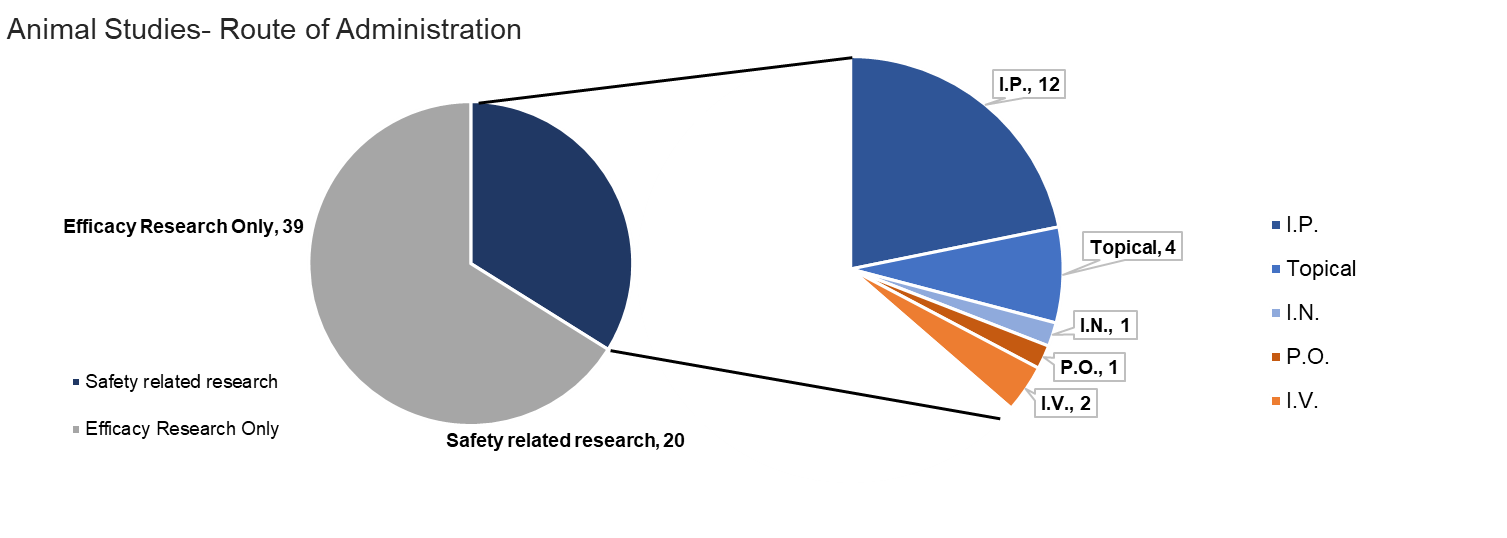 Animal Studies- Route of Administration
I.P., 12
Efficacy Research Only, 39
Topical, 4
I.N., 1
P.O., 1
I.V., 2
Safety related research
Efficacy Research Only
Safety related research, 20
I.P.
Topical
I.N.
P.O.
I.V.